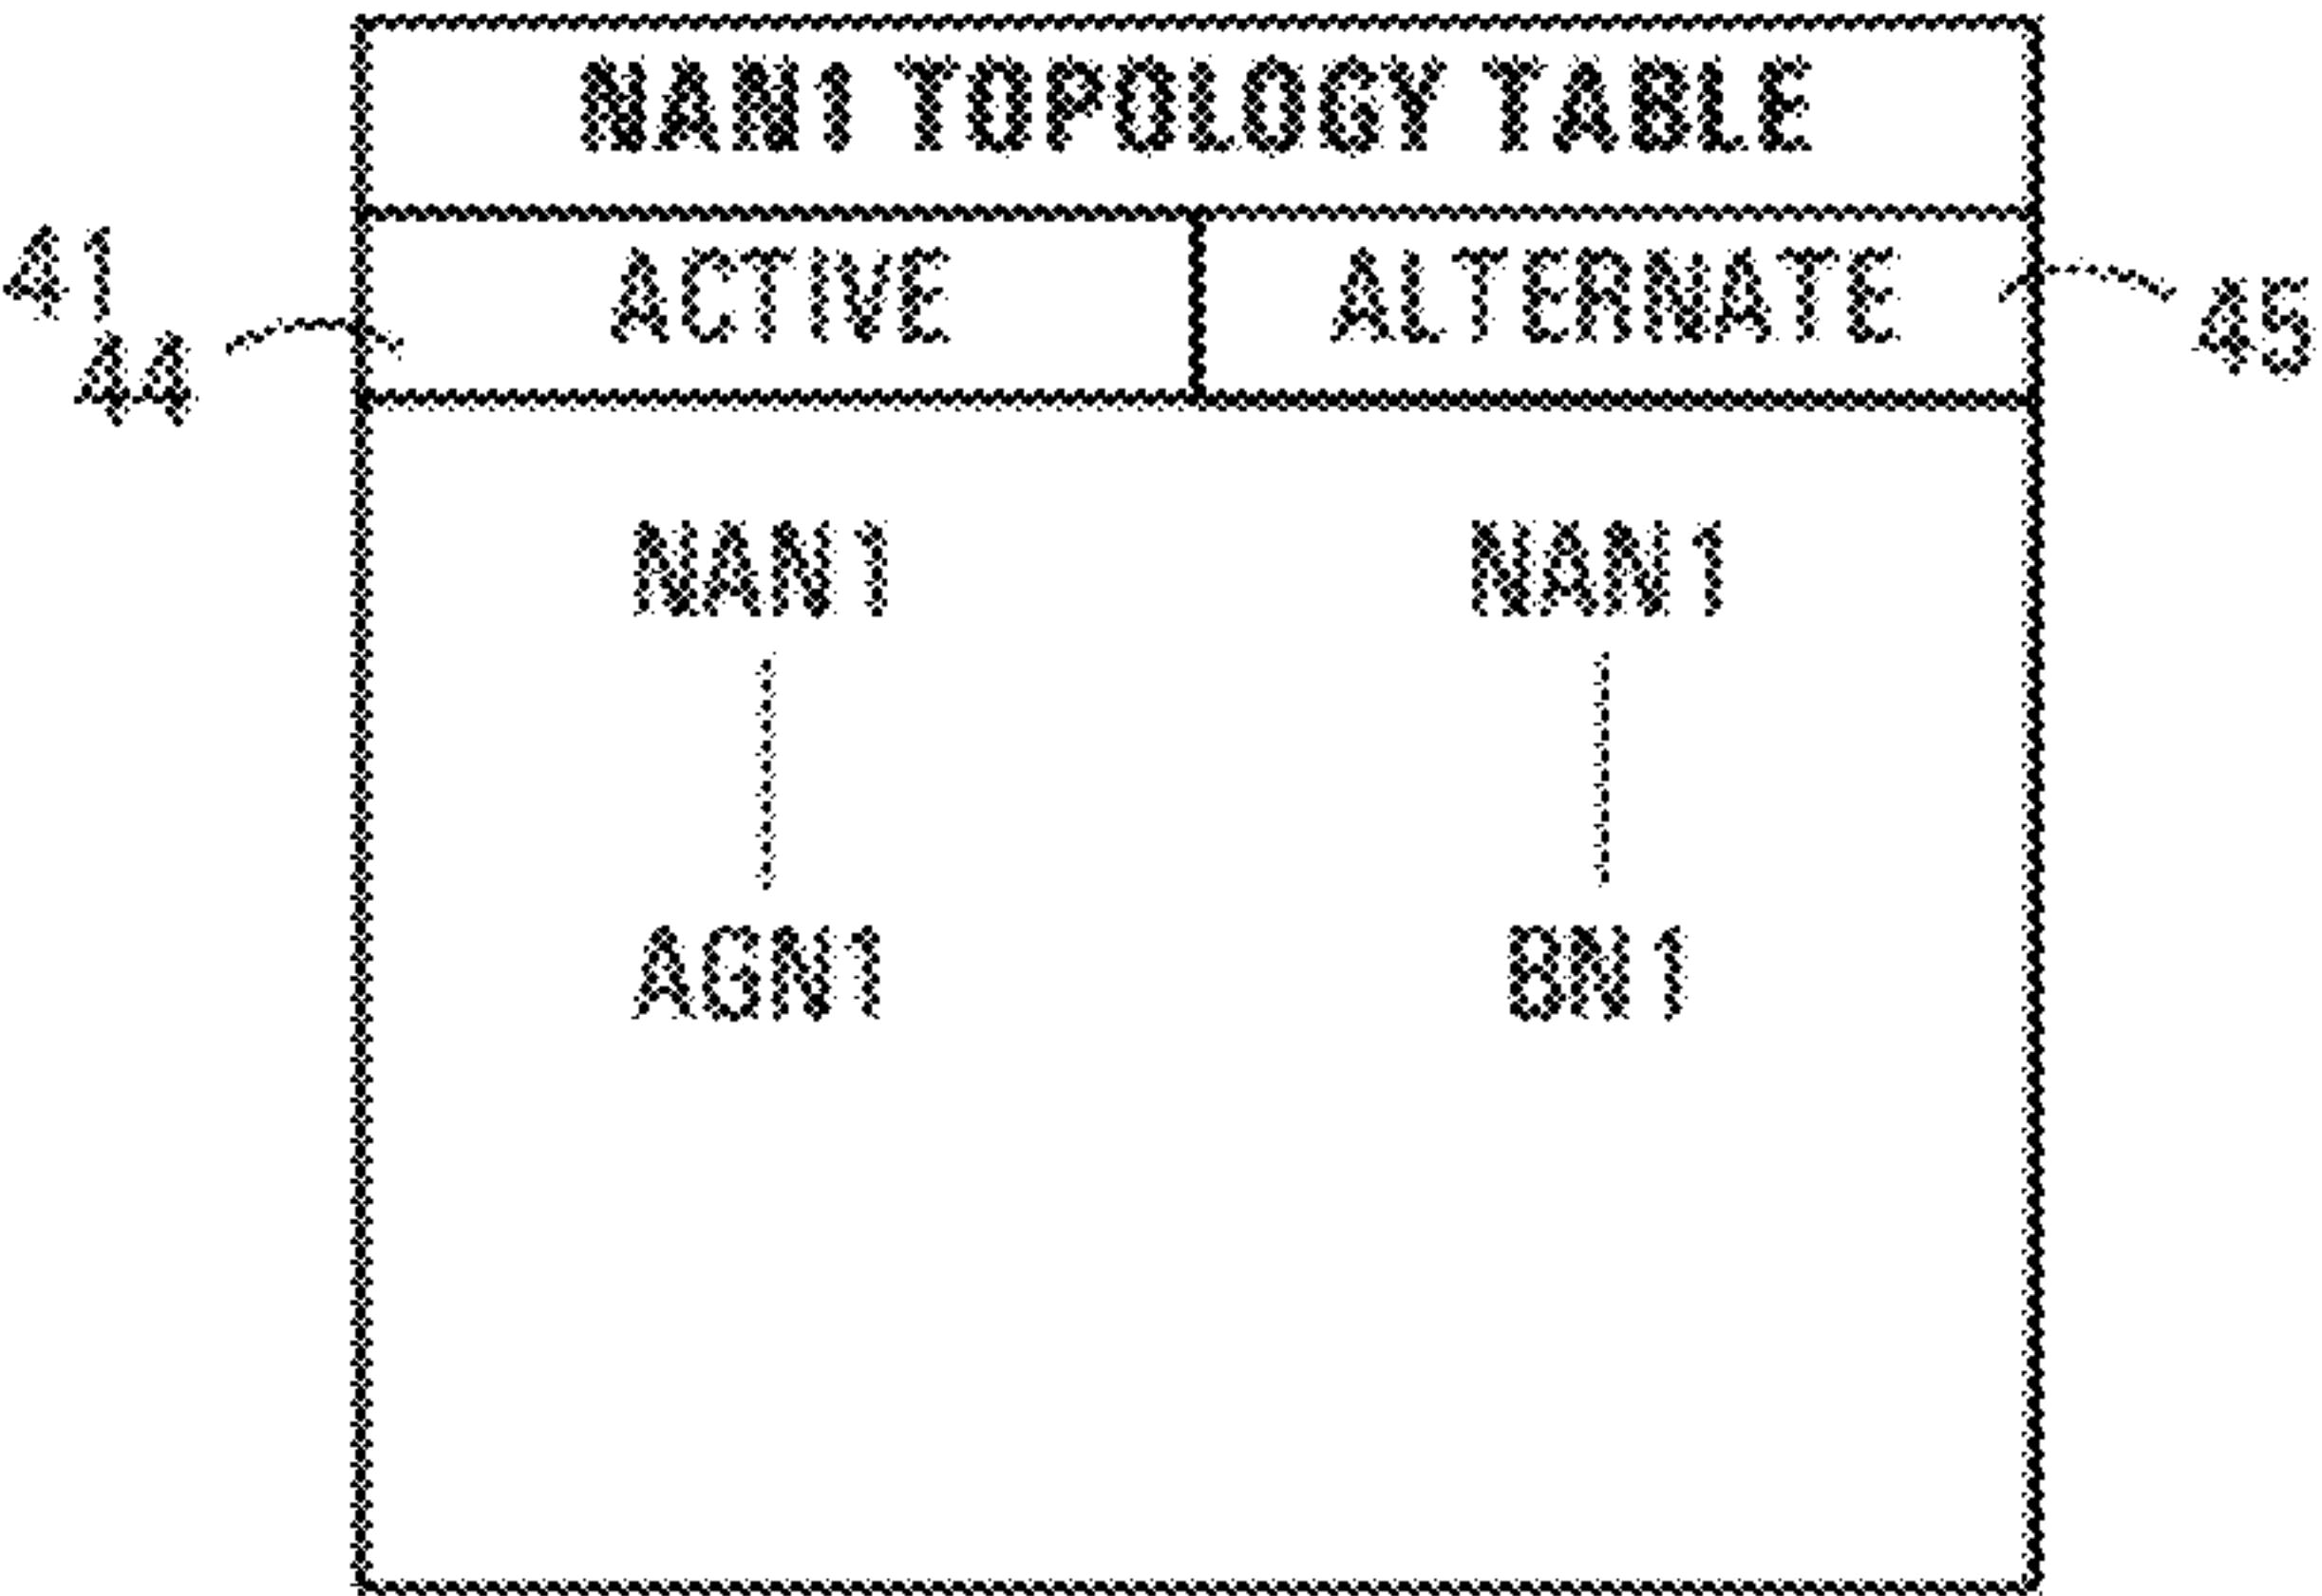 NAN1 TOPOLOGY TABLE
41
ACTIVE ALTERNATE
44
45
NAN1 NAN1
AGN1 BN1